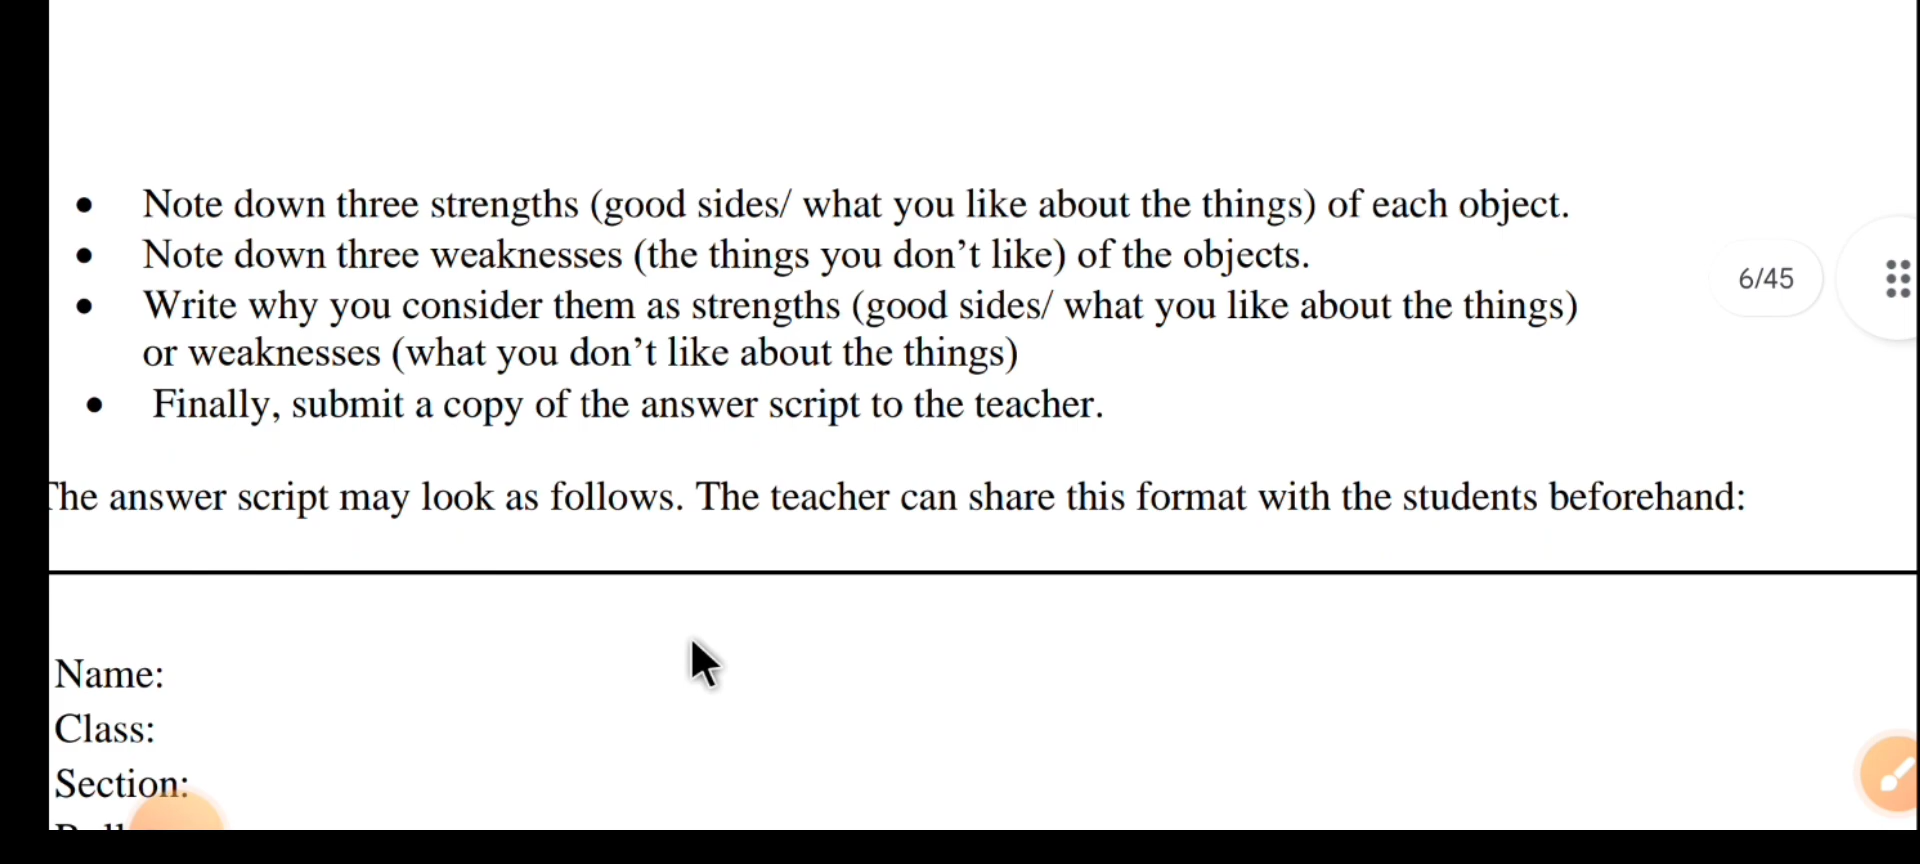 • Note down three strengths (good sides/ what you like about the things) of each object.
• Note down three weaknesses (the things you don’t like) of the objects.
• Write why you consider them as strengths (good sides/ what you like about the things)
or weaknesses (what you don’t like about the things)
• Finally, submit a copy of the answer script to the teacher.
6/45
The answer script may look as follows. The teacher can share this format with the students beforehand:
Name:
Class:
Section: